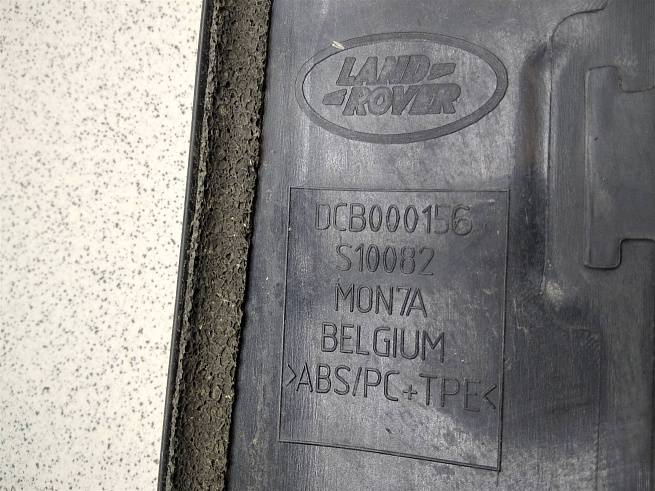 LAND
ROVER
DCB000156
S10082
MON7A
BELGIUM
>ABS/PC+TPE<